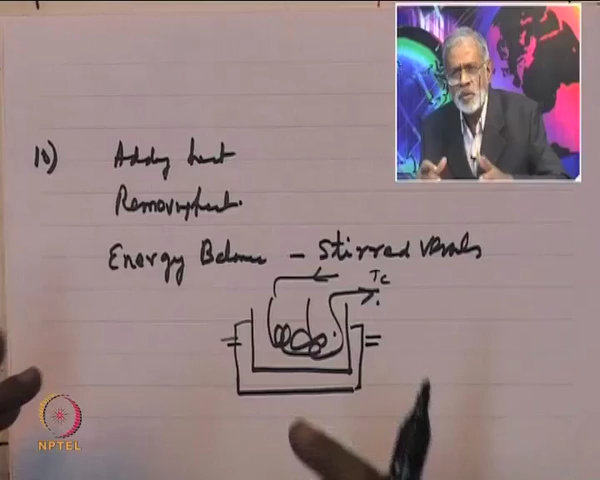 10) Adding heat
Removing heat.
Energy Balance - Stirred vessels
Tc
NPTEL